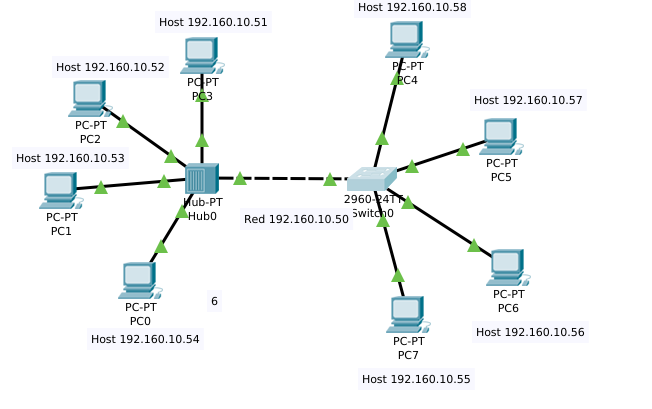 Host 192.160.10.58
Host 192.160.10.51
PC-PT
PC3
PC-PT
PC4
Host 192.160.10.52
PC-PT
PC2
Host 192.160.10.57
PC-PT
PC5
Host 192.160.10.53
PC-PT
PC1
Hub-PT
Hub0
2960-24TT
Switch0
Red 192.160.10.50
PC-PT
PC0
6
Host 192.160.10.54
PC-PT
PC6
Host 192.160.10.56
PC-PT
PC7
Host 192.160.10.55